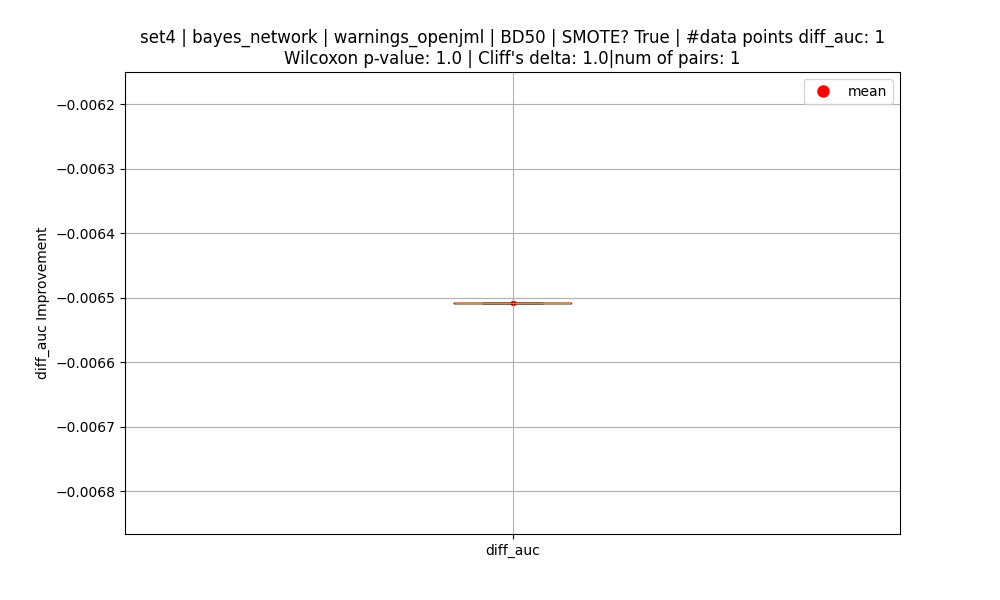 set4 | bayes_network | warnings_openjml | BD50 | SMOTE? True | #data points diff_auc: 1
Wilcoxon p-value: 1.0 | Cliff's delta: 1.0|num of pairs: 1
mean
−0.0062
−0.0063
−0.0064
−0.0065
−0.0066
−0.0067
−0.0068
diff_auc Improvement
diff_auc